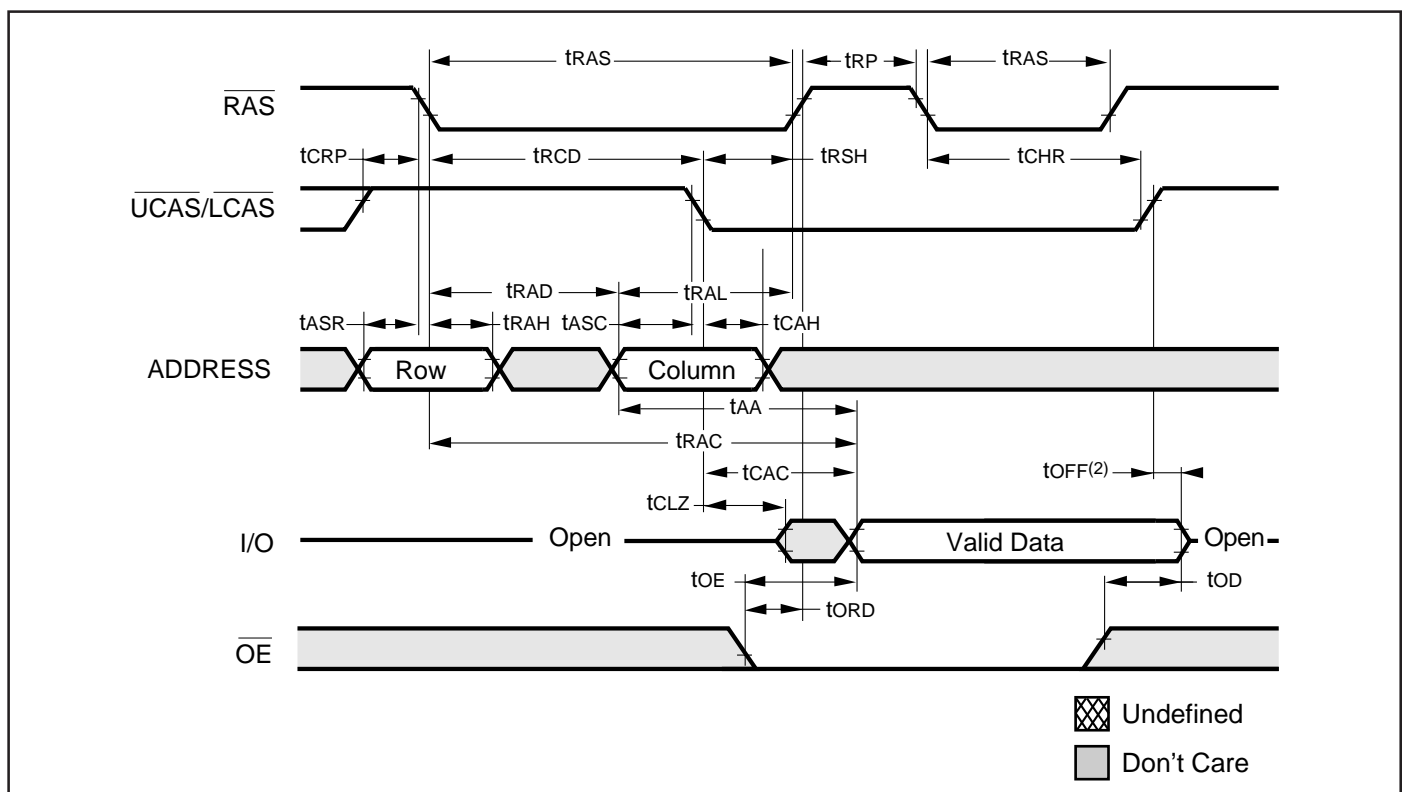 tRAS tRP tRAS
RAS
tCRP tRCD tRSH tCHR
UCAS/LCAS
tRAD tRAL
tASR tRAH tASC tCAH
ADDRESS Row Column
tAA
tRAC
tCAC tOFF(2)
tCLZ
I/O Open Valid Data Open
tOE tOD
tORD
OE
Undefined
Don't Care